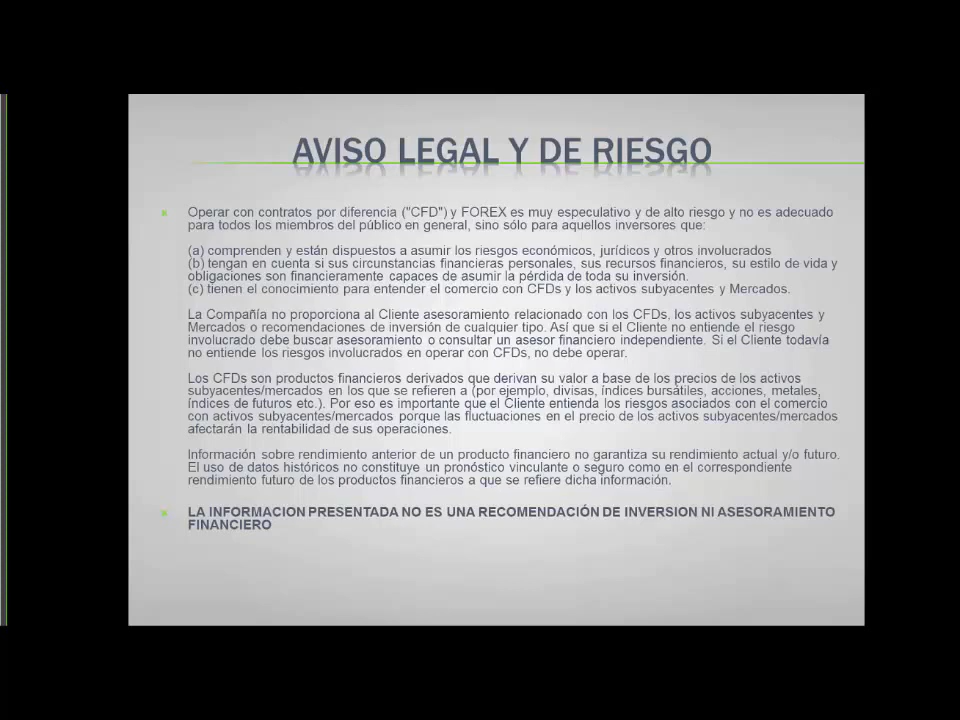 AVISO LEGAL Y DE RIESGO
Operar con contratos por diferencia ("CFD") y FOREX es muy especulativo y de alto riesgo y no es adecuado
para todos los miembros del público en general, sino sólo para aquellos inversores que:
(a) comprenden y están dispuestos a asumir los riesgos económicos, jurídicos y otros involucrados
(b) tengan en cuenta si sus circunstancias financieras personales, sus recursos financieros, su estilo de vida y
obligaciones son financieramente capaces de asumir la pérdida de toda su inversión.
(c) tienen el conocimiento para entender el comercio con CFDs y los activos subyacentes y Mercados.
La Compañía no proporciona al Cliente asesoramiento relacionado con los CFDs, los activos subyacentes y
Mercados o recomendaciones de inversión de cualquier tipo. Así que si el Cliente no entiende el riesgo
involucrado debe buscar asesoramiento o consultar un asesor financiero independiente. Si el Cliente todavía
no entiende los riesgos involucrados en operar con CFDs, no debe operar.
Los CFDs son productos financieros derivados que derivan su valor a base de los precios de los activos
subyacentes/mercados en los que se refieren a (por ejemplo, divisas, índices bursátiles, acciones, metales,
índices de futuros etc.). Por eso es importante que el Cliente entienda los riesgos asociados con el comercio
con activos subyacentes/mercados porque las fluctuaciones en el precio de los activos subyacentes/mercados
afectarán la rentabilidad de sus operaciones.
Información sobre rendimiento anterior de un producto financiero no garantiza su rendimiento actual y/o futuro.
El uso de datos históricos no constituye un pronóstico vinculante o seguro como en el correspondiente
rendimiento futuro de los productos financieros a que se refiere dicha información.
LA INFORMACION PRESENTADA NO ES UNA RECOMENDACIÓN DE INVERSION NI ASESORAMIENTO
FINANCIERO